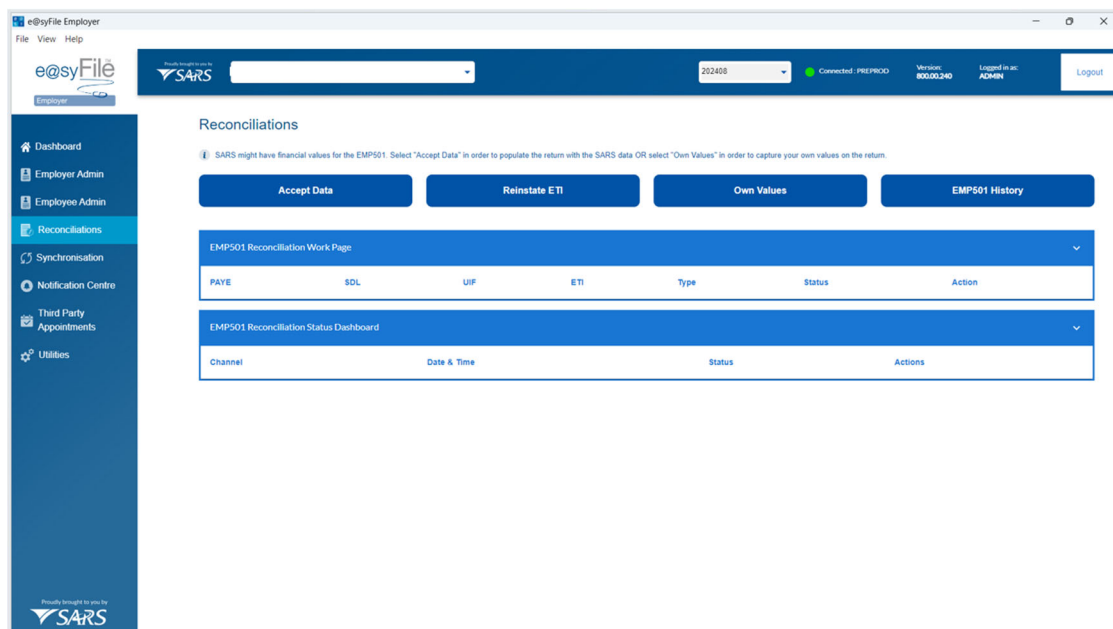 e@syFile Employer
File View Help
e@syFile
Employer
Proudly brought to you by
SARS
202408
Connected : PREPROD
Version:
800.00.240
Logged in as:
ADMIN
Logout
Dashboard
Employer Admin
Employee Admin
Reconciliations
Synchronisation
Notification Centre
Third Party
Appointments
Utilities
Proudly brought to you by
SARS
Reconciliations
SARS might have financial values for the EMP501. Select "Accept Data" in order to populate the return with the SARS data OR select "Own Values" in order to capture your own values on the return.
Accept Data Reinstate ETI Own Values EMP501 History
EMP501 Reconciliation Work Page
PAYE SDL UIF ETI Type Status Action
EMP501 Reconciliation Status Dashboard
Channel Date & Time Status Actions